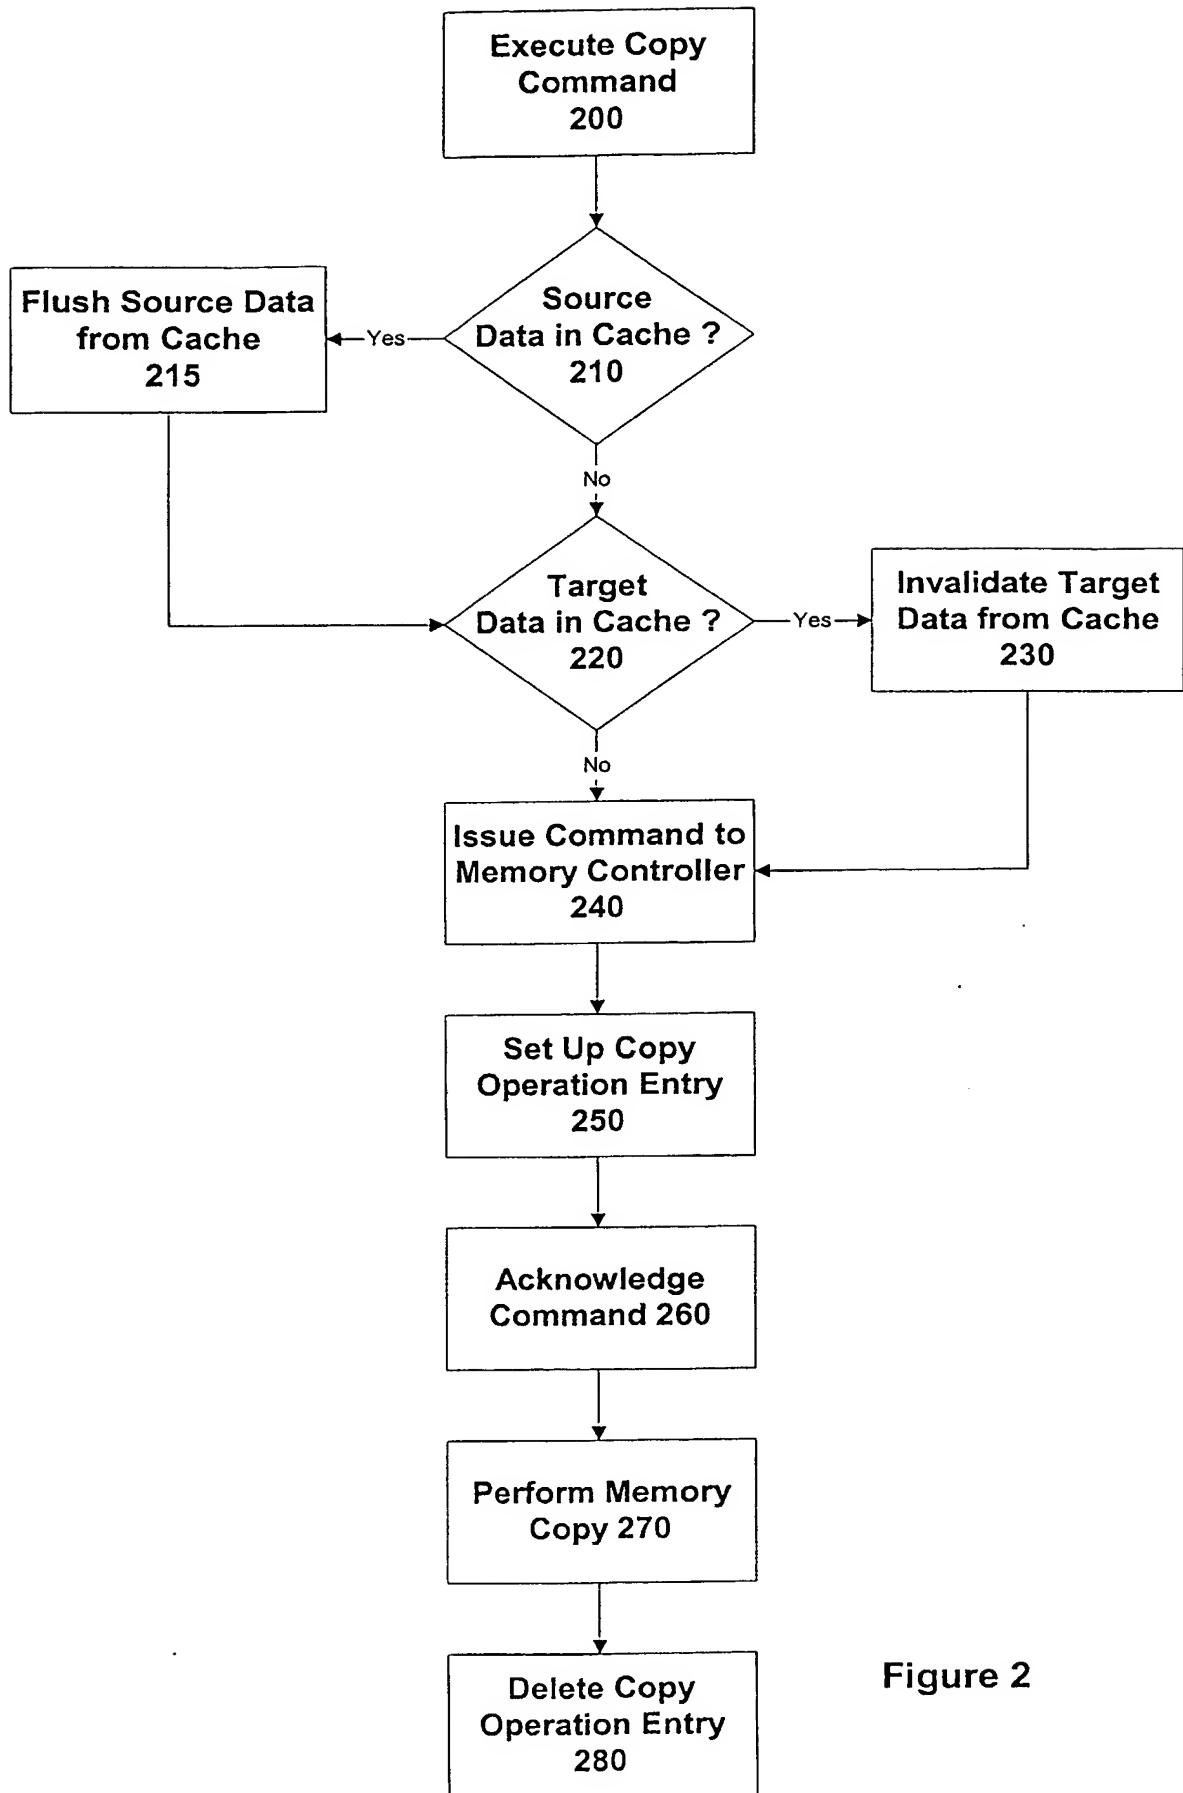 Execute Copy
Command
200
Source
Data in Cache ?
210
Yes
Flush Source Data
from Cache
215
No
Target
Data in Cache ?
220
Yes
Invalidate Target
Data from Cache
230
No
Issue Command to
Memory Controller
240
Set Up Copy
Operation Entry
250
Acknowledge
Command 260
Perform Memory
Copy 270
Delete Copy
Operation Entry
280
Figure 2